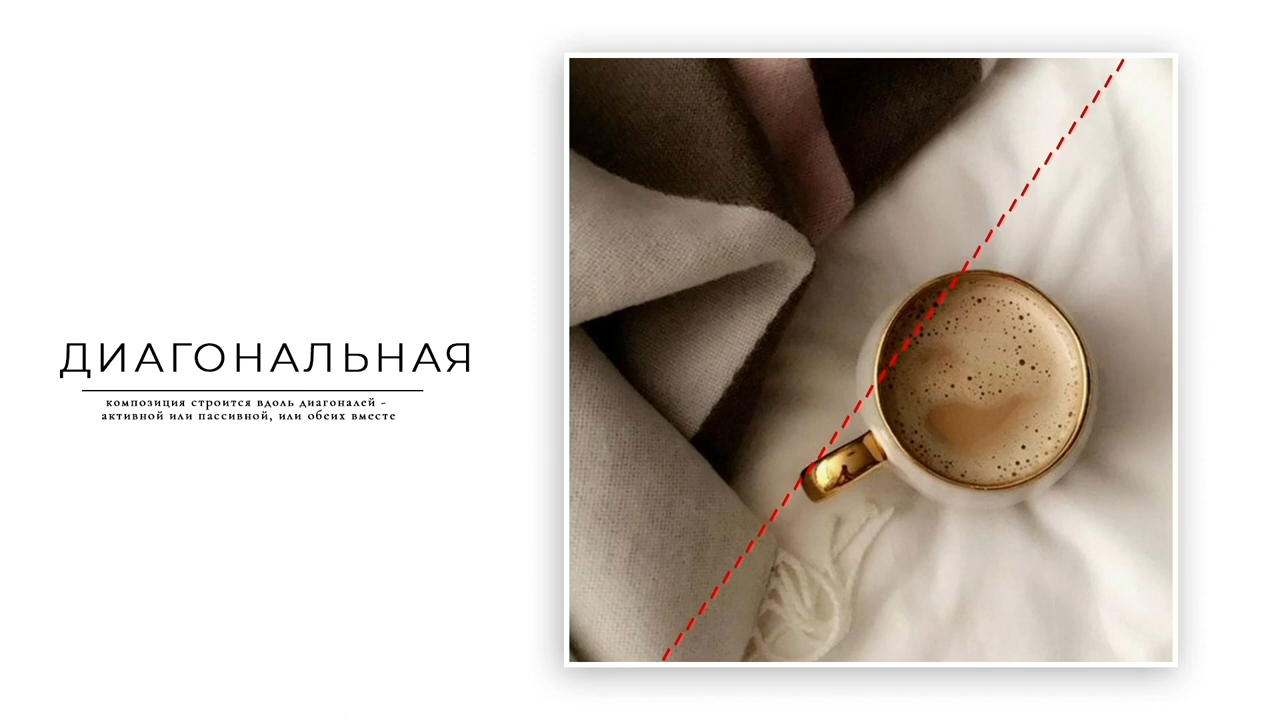 ДИАГОНАЛЬНАЯ
композиция строится вдоль диагоналей -
активной или пассивной, или обеих вместе